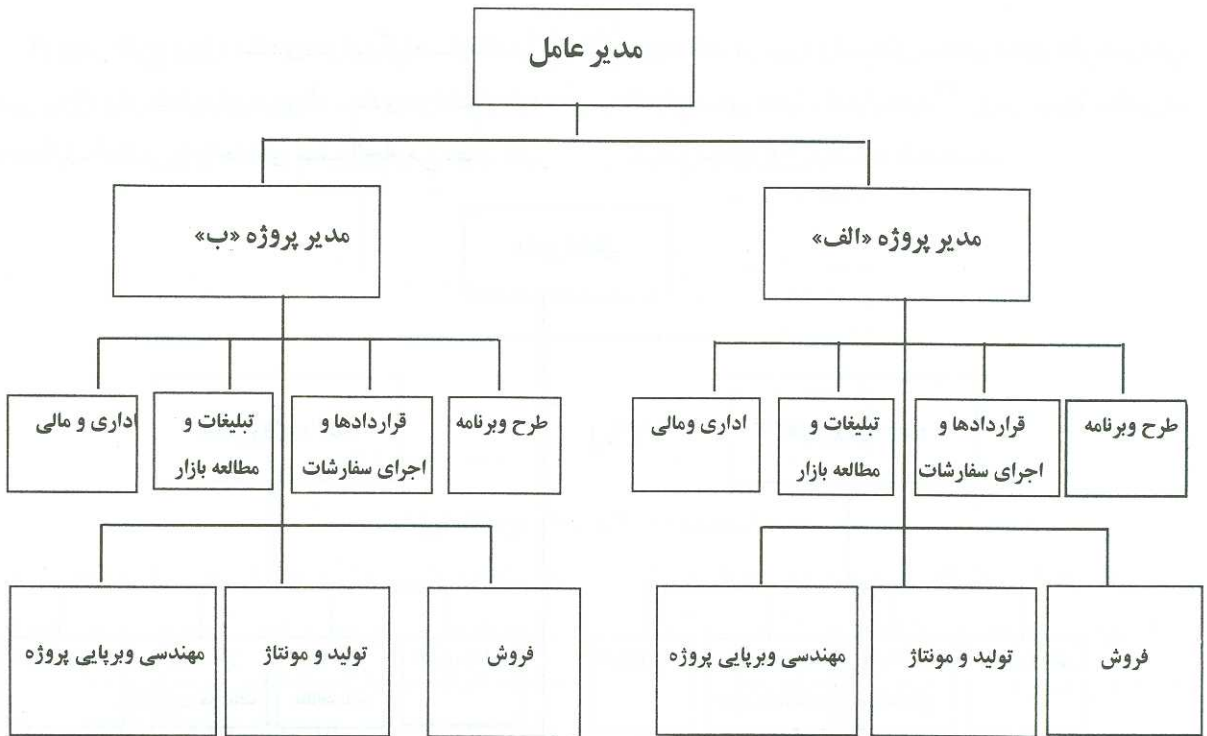 مدیر عامل
مدیر پروژه «الف»
مدیر پروژه «ب»
طرح وبرنامه
قراردادها و
اجرای سفارشات
تبلیغات و
مطالعه بازار
اداری ومالی
طرح وبرنامه
قراردادها و
اجرای سفارشات
تبلیغات و
مطالعه بازار
اداری و مالی
فروش
تولید و مونتاژ
مهندسی وبرپایی پروژه
فروش
تولید و مونتاژ
مهندسی وبرپایی پروژه